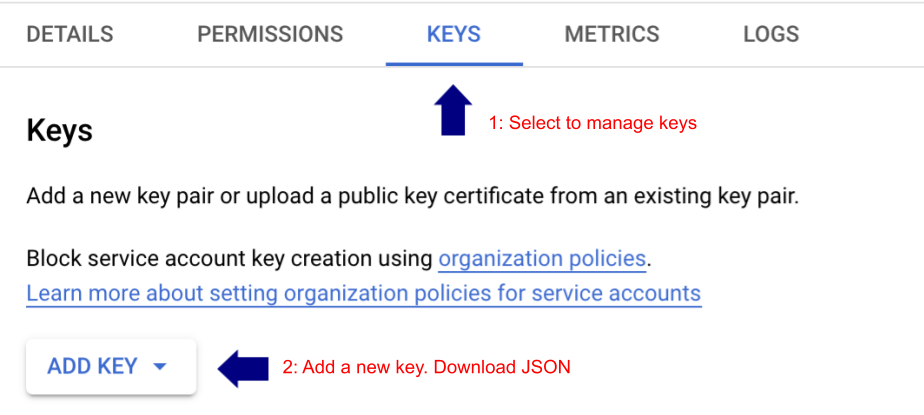 DETAILS PERMISSIONS KEYS METRICS LOGS
1: Select to manage keys
Keys
Add a new key pair or upload a public key certificate from an existing key pair.
Block service account key creation using organization policies.
Learn more about setting organization policies for service accounts
ADD KEY 2: Add a new key. Download JSON